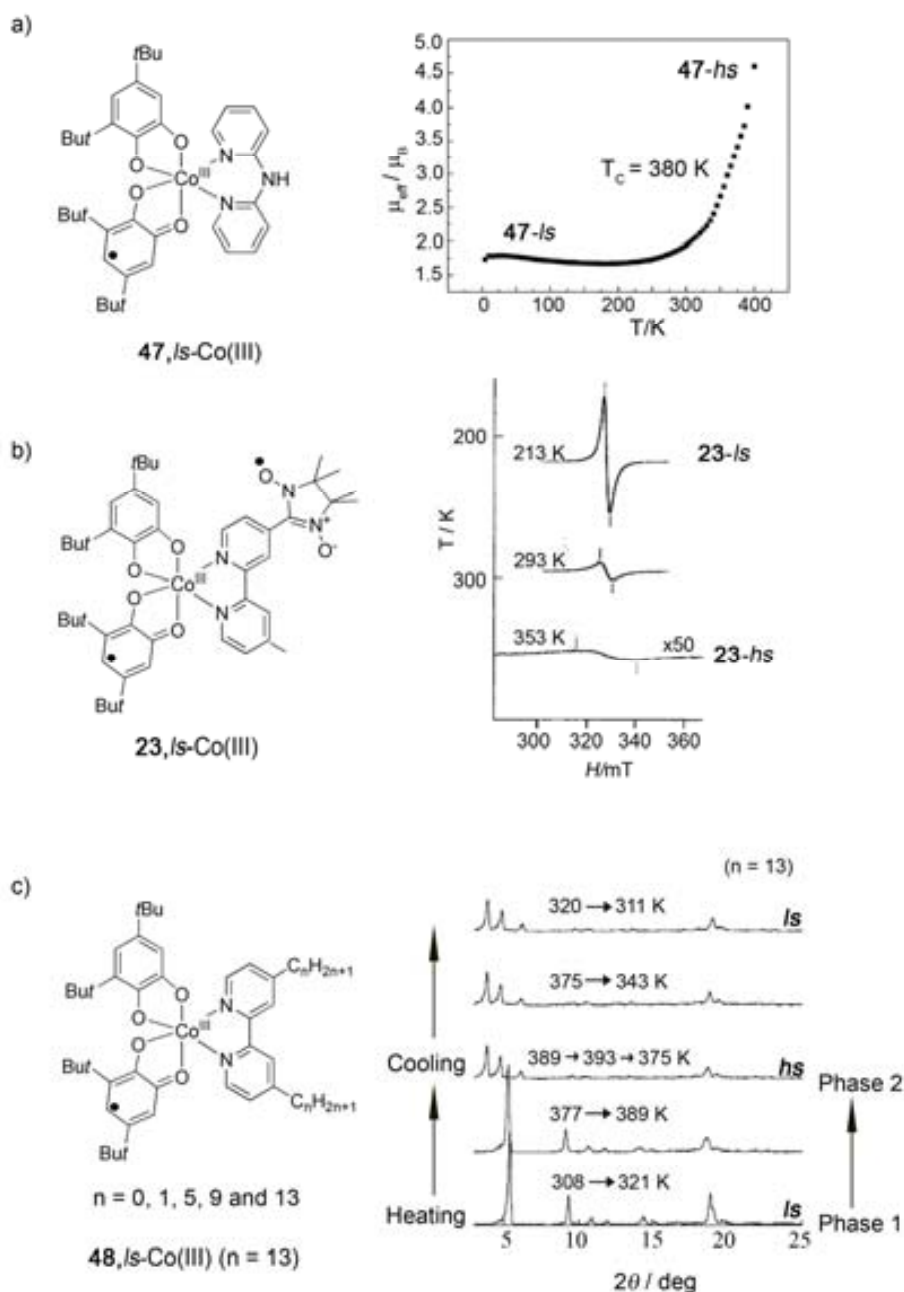 a)
tBu
But
O
O
O
O
Co III
N
N
NH
But
But
47,ls-Co(III)
5.0
4.5
4.0
3.5
3.0
2.5
2.0
1.5
μeff / μB
47-hs
TC = 380 K
47-ls
0 100 200 300 400
T/K
b)
tBu
But
O
O
O
O
Co III
N
N
O
N
N+
O-
But
But
23,ls-Co(III)
200
300
T / K
213 K
23-ls
293 K
353 K
x50
23-hs
300 320 340 360
H/mT
c)
tBu
But
O
O
O
O
Co III
N
N
CnH2n+1
CnH2n+1
But
But
n = 0, 1, 5, 9 and 13
48,ls-Co(III) (n = 13)
(n = 13)
320 → 311 K
ls
375 → 343 K
Cooling
389 → 393 → 375 K
hs
Phase 2
377 → 389 K
308 → 321 K
Heating
ls
Phase 1
5 10 15 20 25
2θ / deg